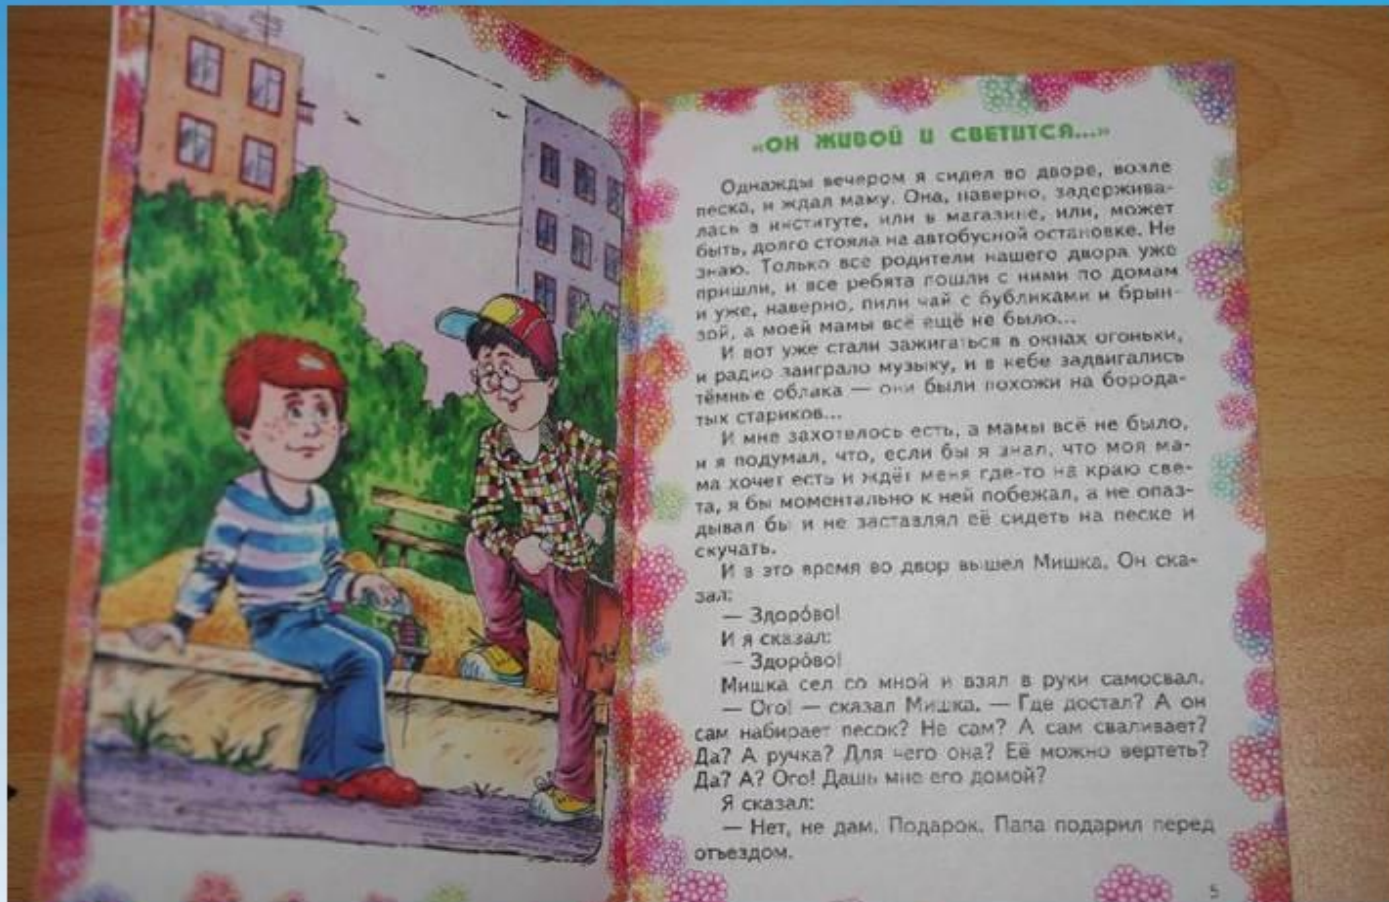 «ОН ЖИВОЙ И СВЕТИТСЯ...»
Однажды вечером я сидел во дворе, возле
песка, и ждал маму. Она, наверно, задержива-
лась в институте, или в магазине, или, может
быть, долго стояла на автобусной остановке. Не
знаю. Только все родители нашего двора уже
пришли, и все ребята пошли с ними по домам
и уже, наверно, пили чай с бубликами и брын-
зой, а моей мамы всё ещё не было...
И вот уже стали зажигаться в окнах огоньки,
и радио заиграло музыку, и в небе задвигались
тёмные облака — они были похожи на борода-
тых стариков...
И мне захотелось есть, а мамы всё не было,
и я подумал, что, если бы я знал, что моя ма-
ма хочет есть и ждёт меня где-то на краю све-
та, я бы моментально к ней побежал, а не опаз-
дывал бы и не заставлял её сидеть на песке и
скучать.
И в это время во двор вышел Мишка. Он ска-
зал:
— Здоро́во!
И я сказал:
— Здоро́во!
Мишка сел со мной и взял в руки самосвал.
— Ого! — сказал Мишка. — Где достал? А он
сам набирает песок? Не сам? А сам сваливает?
Да? А ручка? Для чего она? Её можно вертеть?
Да? А? Ого! Дашь мне его домой?
Я сказал:
— Нет, не дам. Подарок. Папа подарил перед
отъездом.
5